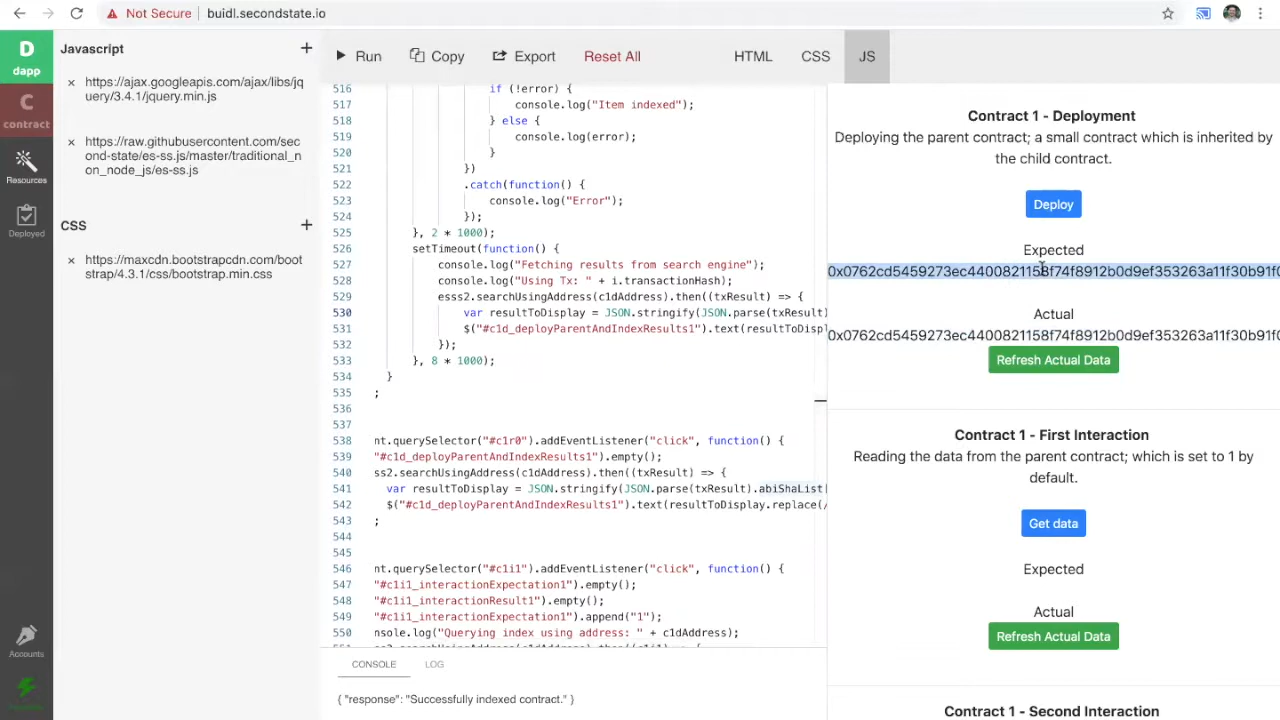 Not Secure
buidl.secondstate.io
D
dapp
C
contract
Resources
Deployed
Accounts
Javascript
+
× https://ajax.googleapis.com/ajax/libs/jq
uery/3.4.1/jquery.min.js
× https://raw.githubusercontent.com/sec
ond-state/es-ss.js/master/traditional_n
on_node_js/es-ss.js
CSS
+
× https://maxcdn.bootstrapcdn.com/boot
strap/4.3.1/css/bootstrap.min.css
Run
Copy
Export
Reset All
HTML
CSS
JS
516 if (!error) {
517 console.log("Item indexed");
518 } else {
519 console.log(error);
520 }
521 })
522 .catch(function() {
523 console.log("Error");
524 });
525 }, 2 * 1000);
526 setTimeout(function() {
527 console.log("Fetching results from search engine");
528 console.log("Using Tx: " + i.transactionHash);
529 esss2.searchUsingAddress(c1dAddress).then((txResult) => {
530 var resultToDisplay = JSON.stringify(JSON.parse(txResult)
531 $("#c1d_deployParentAndIndexResults1").text(resultToDispl
532 });
533 }, 8 * 1000);
534 }
535 ;
536
537
538 nt.querySelector("#c1r0").addEventListener("click", function() {
539 "#c1d_deployParentAndIndexResults1").empty();
540 ss2.searchUsingAddress(c1dAddress).then((txResult) => {
541 var resultToDisplay = JSON.stringify(JSON.parse(txResult).abiShaList[
542 $("#c1d_deployParentAndIndexResults1").text(resultToDisplay.replace(/
543 ;
544
545
546 nt.querySelector("#c1i1").addEventListener("click", function() {
547 "#c1i1_interactionExpectation1").empty();
548 "#c1i1_interactionResult1").empty();
549 "#c1i1_interactionExpectation1").append("1");
550 nsole.log("Querying index using address: " + c1dAddress);
CONSOLE
LOG
{ "response": "Successfully indexed contract." }
Contract 1 - Deployment
Deploying the parent contract; a small contract which is inherited by
the child contract.
Deploy
Expected
0x0762cd5459273ec4400821158f74f8912b0d9ef353263a11f30b91f0
Actual
0x0762cd5459273ec4400821158f74f8912b0d9ef353263a11f30b91f0
Refresh Actual Data
Contract 1 - First Interaction
Reading the data from the parent contract; which is set to 1 by
default.
Get data
Expected
Actual
Refresh Actual Data
Contract 1 - Second Interaction